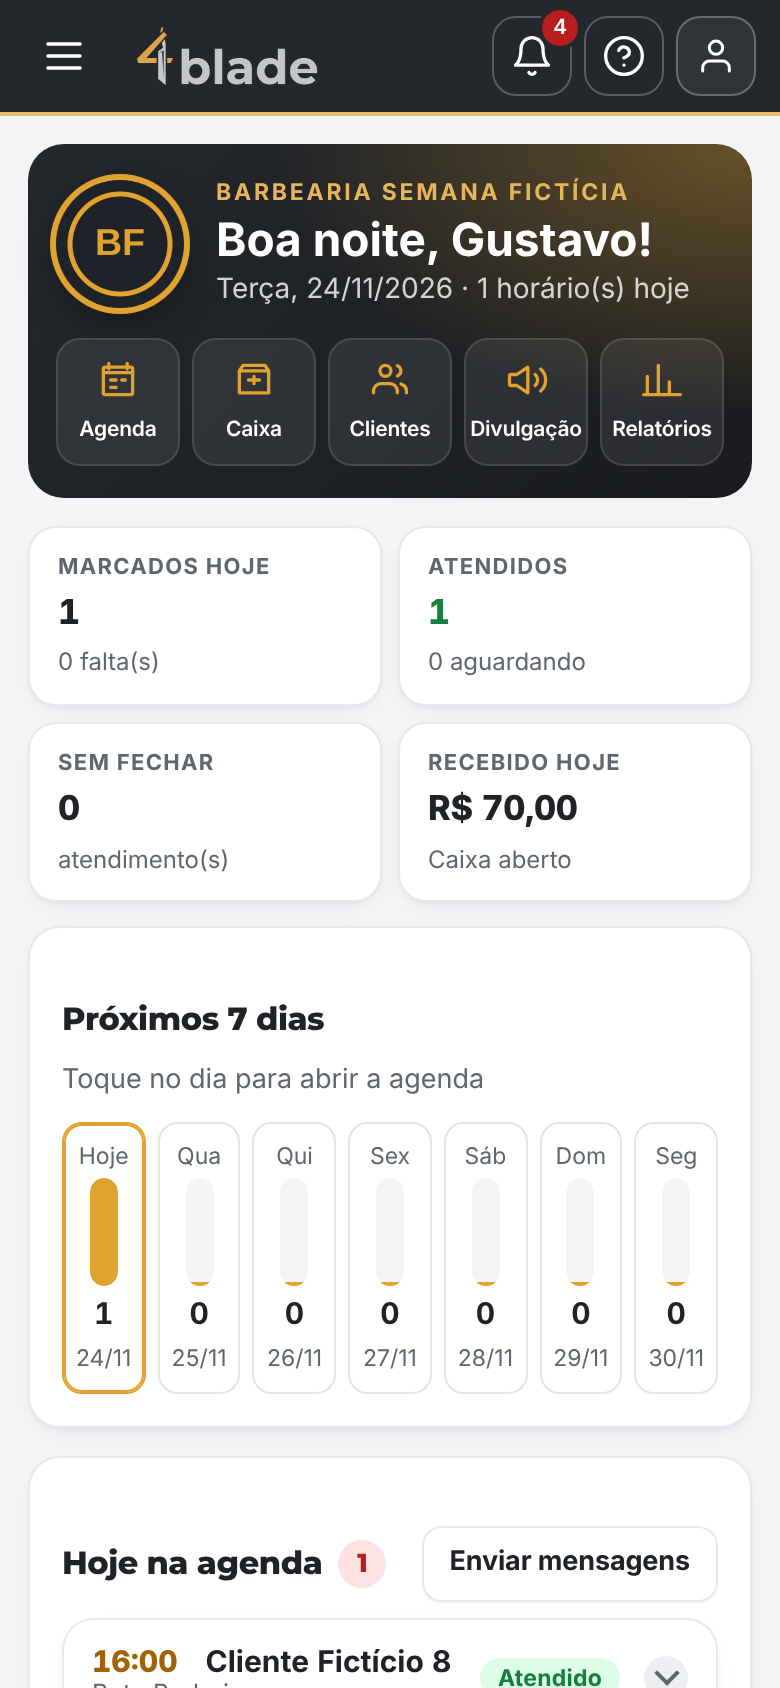 4blade
4
BF
BARBEARIA SEMANA FICTÍCIA
Boa noite, Gustavo!
Terça, 24/11/2026 · 1 horário(s) hoje
Agenda Caixa Clientes Divulgação Relatórios
MARCADOS HOJE
1
0 falta(s)
ATENDIDOS
1
0 aguardando
SEM FECHAR
0
atendimento(s)
RECEBIDO HOJE
R$ 70,00
Caixa aberto
Próximos 7 dias
Toque no dia para abrir a agenda
Hoje Qua Qui Sex Sáb Dom Seg
1 0 0 0 0 0 0
24/11 25/11 26/11 27/11 28/11 29/11 30/11
Hoje na agenda 1 Enviar mensagens
16:00 Cliente Fictício 8 Atendido